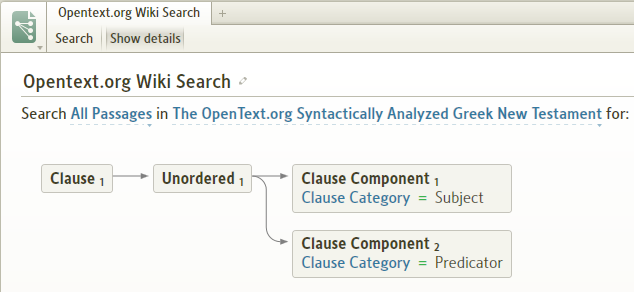 Opentext.org Wiki Search +
Search Show details
Opentext.org Wiki Search
Search All Passages in The OpenText.org Syntactically Analyzed Greek New Testament for:
Clause 1
Unordered 1
Clause Component 1
Clause Category = Subject
Clause Component 2
Clause Category = Predicator